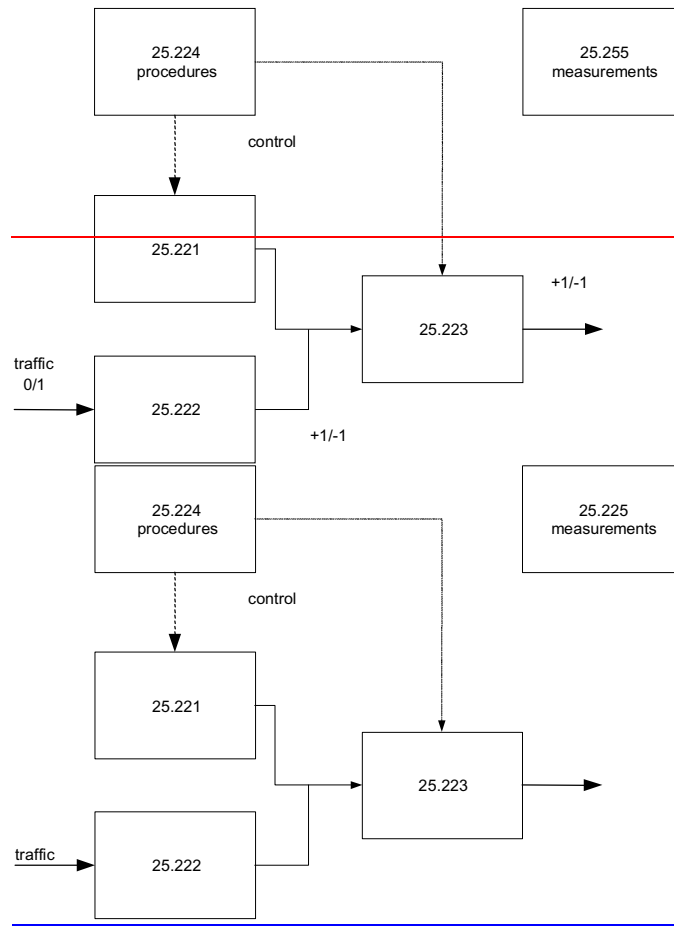 25.224
procedures
25.255
measurements
control
25.221
+1/-1
25.223
traffic
0/1
25.222
+1/-1
25.224
procedures
25.225
measurements
control
25.221
25.223
traffic
25.222